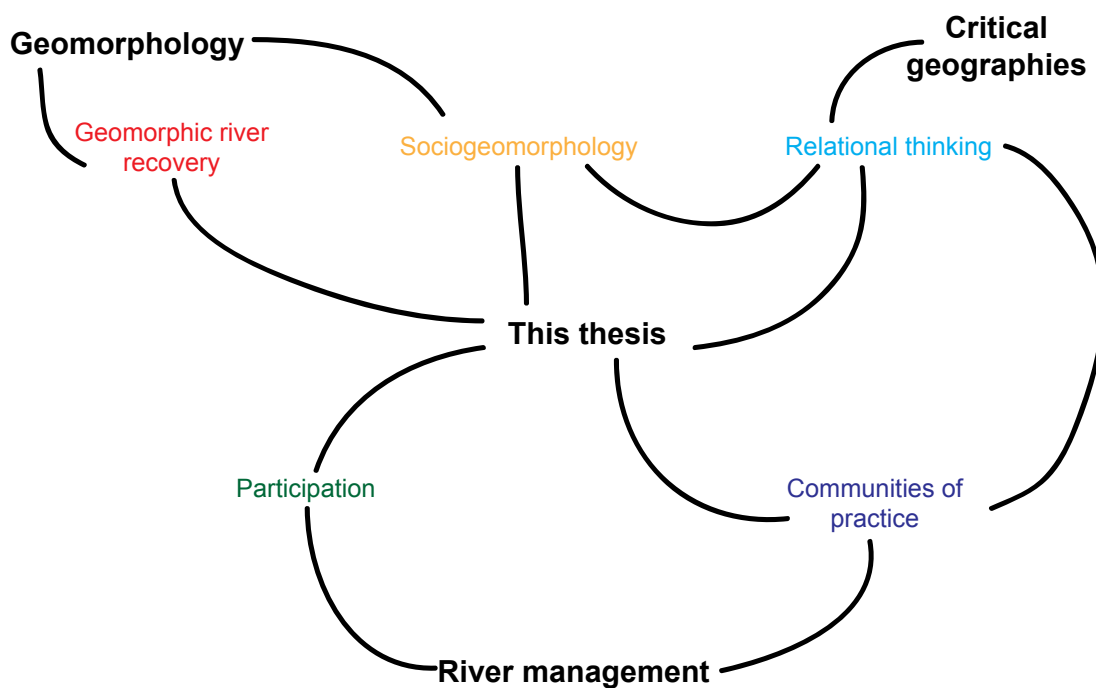 Geomorphology
Critical
geographies
Geomorphic river
recovery
Sociogeomorphology
Relational thinking
This thesis
Participation
Communities of
practice
River management